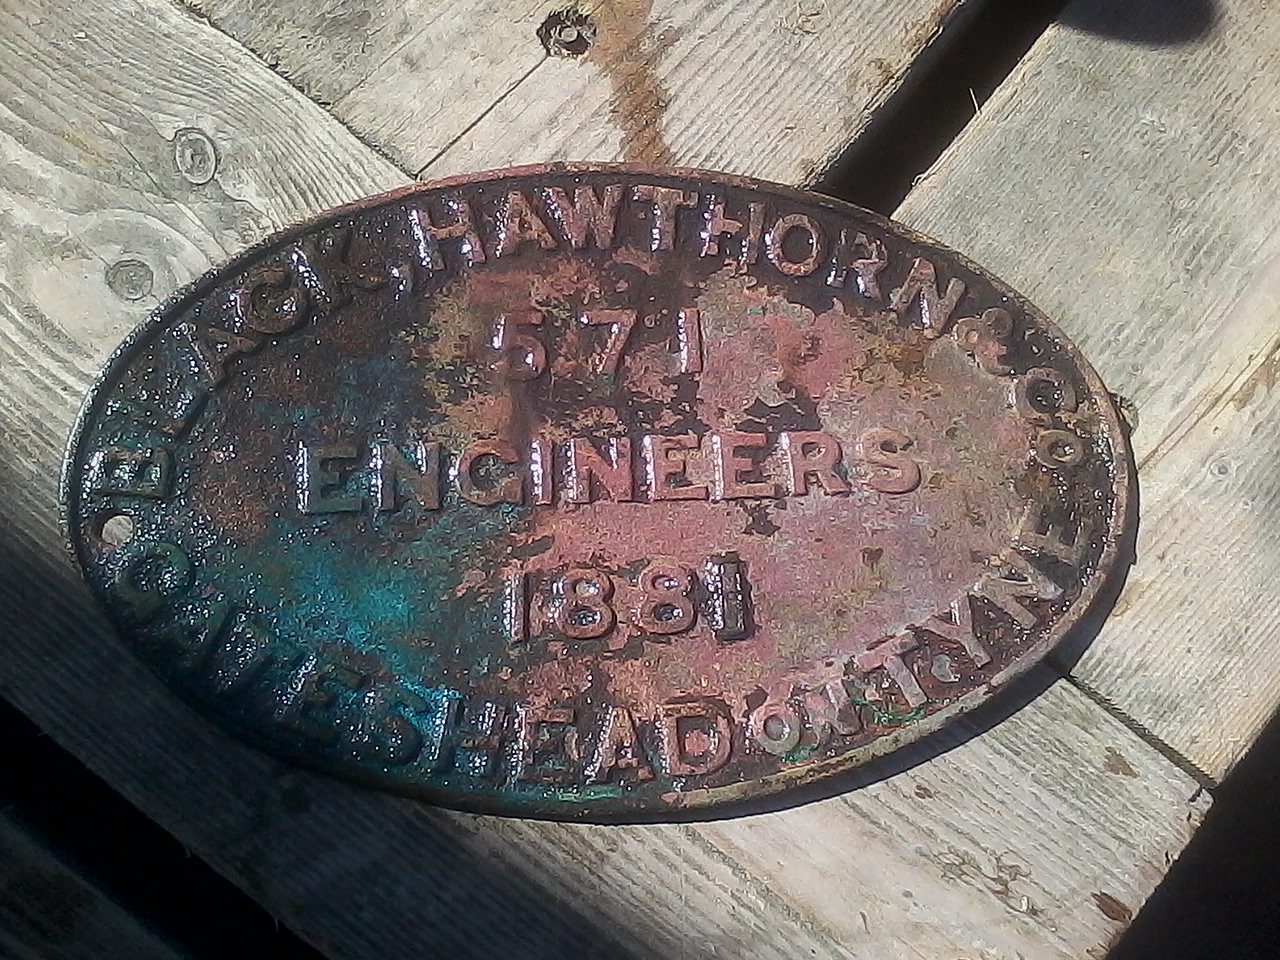 BLACK, HAWTHORN & Co
571
ENGINEERS
1881
GATESHEAD ON TYNE